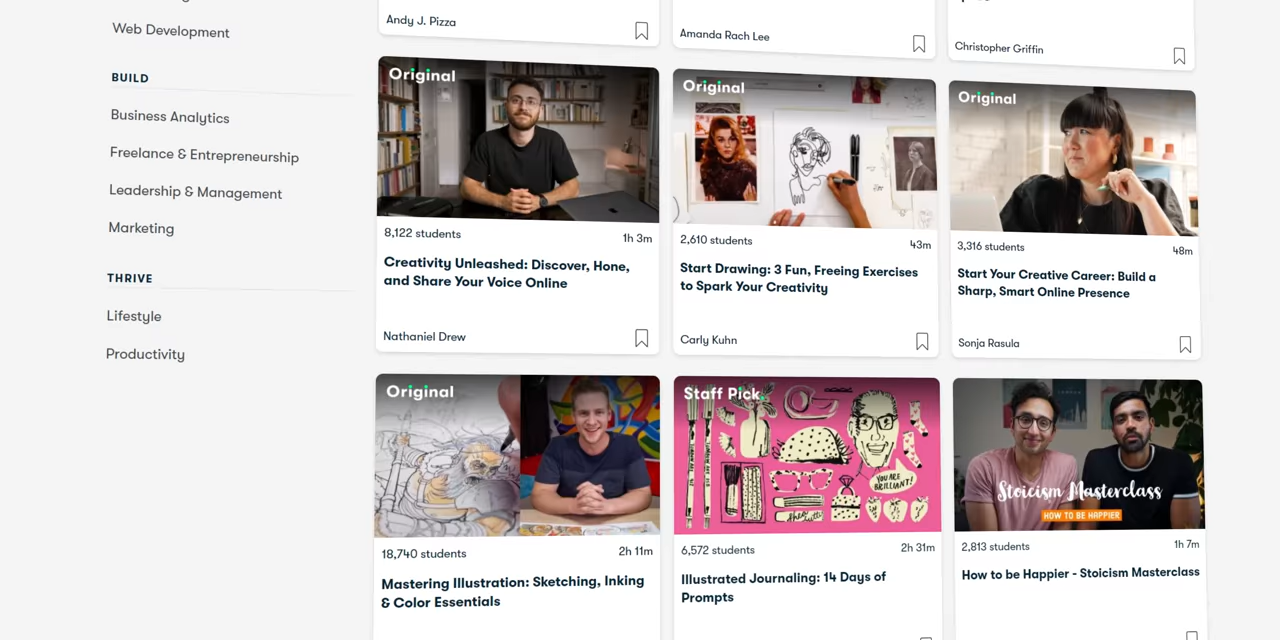 Web Development
BUILD
Business Analytics
Freelance & Entrepreneurship
Leadership & Management
Marketing
THRIVE
Lifestyle
Productivity
Andy J. Pizza
Amanda Rach Lee
Christopher Griffin
Original
8,122 students
1h 3m
Creativity Unleashed: Discover, Hone,
and Share Your Voice Online
Nathaniel Drew
Original
2,610 students
43m
Start Drawing: 3 Fun, Freeing Exercises
to Spark Your Creativity
Carly Kuhn
Original
3,316 students
48m
Start Your Creative Career: Build a
Sharp, Smart Online Presence
Sonja Rasula
Original
18,740 students
2h 11m
Mastering Illustration: Sketching, Inking
& Color Essentials
Staff Pick.
YOU ARE
BRILLIANT!
6,572 students
2h 31m
Illustrated Journaling: 14 Days of
Prompts
Stoicism Masterclass
HOW TO BE HAPPIER
2,813 students
1h 7m
How to be Happier - Stoicism Masterclass